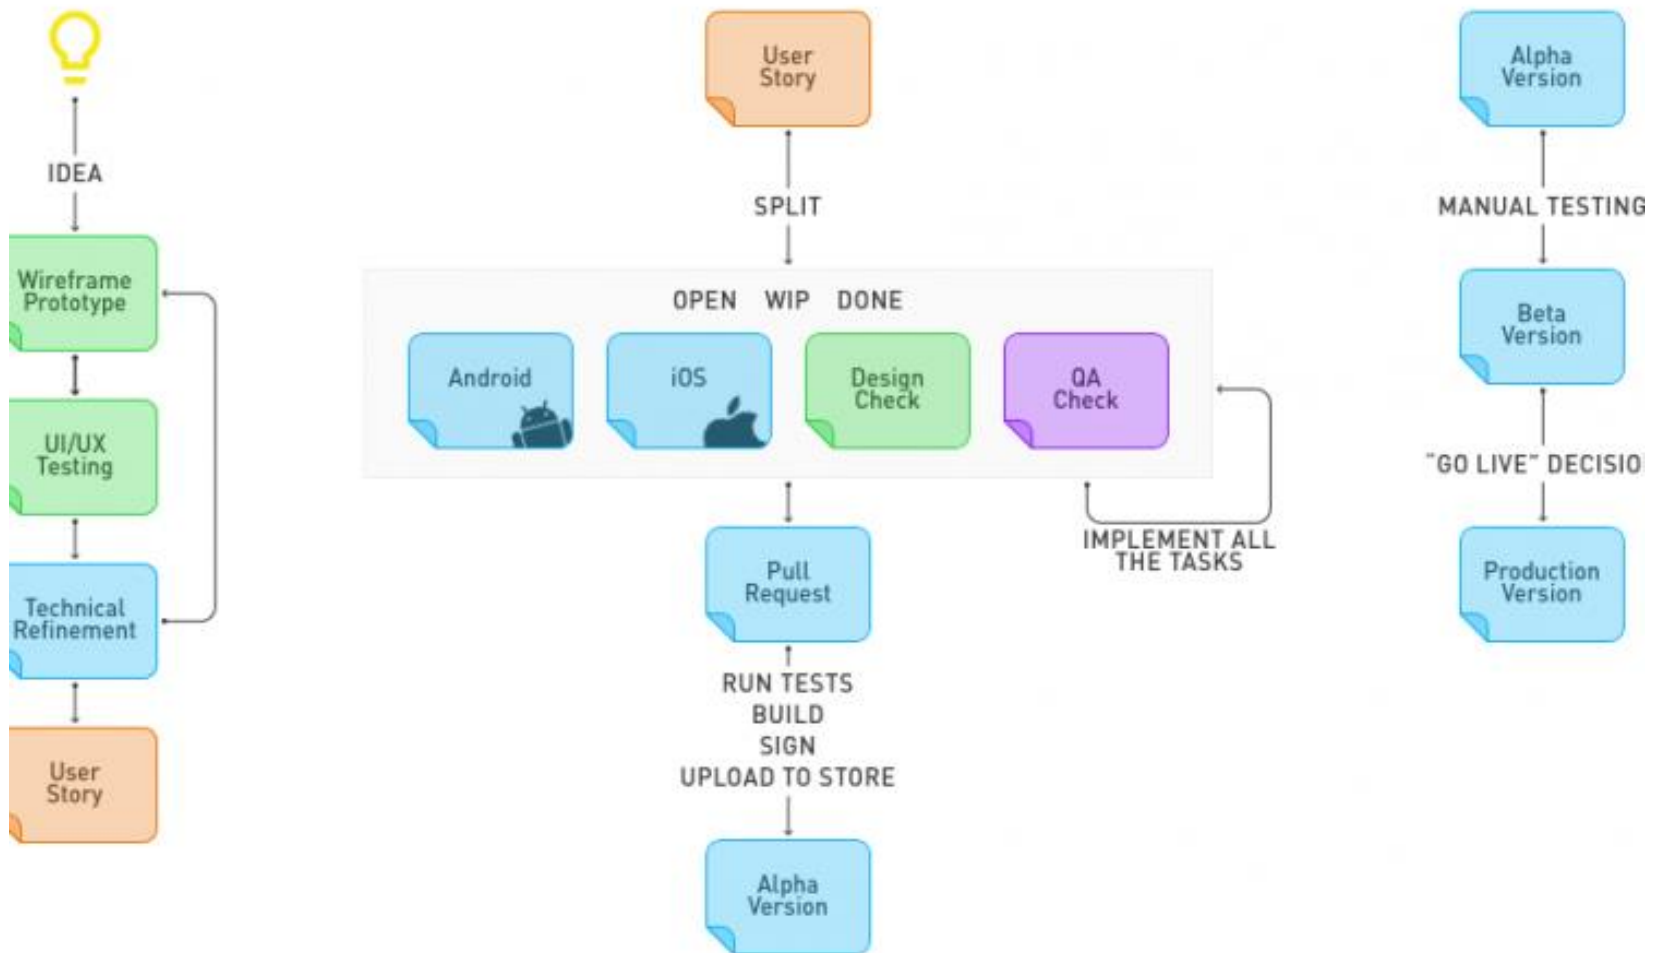 IDEA
Wireframe
Prototype
UI/UX
Testing
Technical
Refinement
User
Story
User
Story
SPLIT
OPEN WIP DONE
Android
iOS
Design
Check
QA
Check
IMPLEMENT ALL
THE TASKS
Pull
Request
RUN TESTS
BUILD
SIGN
UPLOAD TO STORE
Alpha
Version
Alpha
Version
MANUAL TESTING
Beta
Version
"GO LIVE" DECISIO
Production
Version